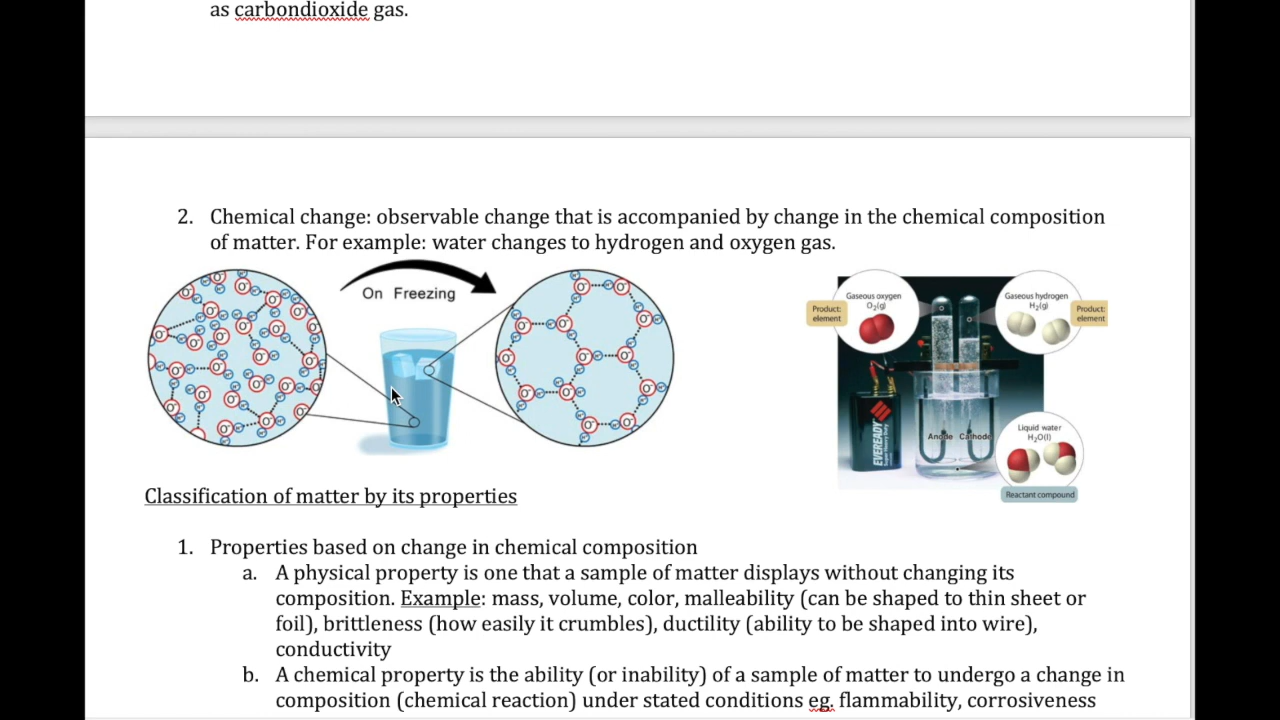 as carbondioxide gas.
2. Chemical change: observable change that is accompanied by change in the chemical composition
of matter. For example: water changes to hydrogen and oxygen gas.
On Freezing
Gaseous oxygen
O2(g)
Product:
element
Gaseous hydrogen
H2(g)
Product:
element
EVEREADY
Anode Cathode
Liquid water
H2O(l)
Reactant compound
Classification of matter by its properties
1. Properties based on change in chemical composition
a. A physical property is one that a sample of matter displays without changing its
composition. Example: mass, volume, color, malleability (can be shaped to thin sheet or
foil), brittleness (how easily it crumbles), ductility (ability to be shaped into wire),
conductivity
b. A chemical property is the ability (or inability) of a sample of matter to undergo a change in
composition (chemical reaction) under stated conditions eg. flammability, corrosiveness